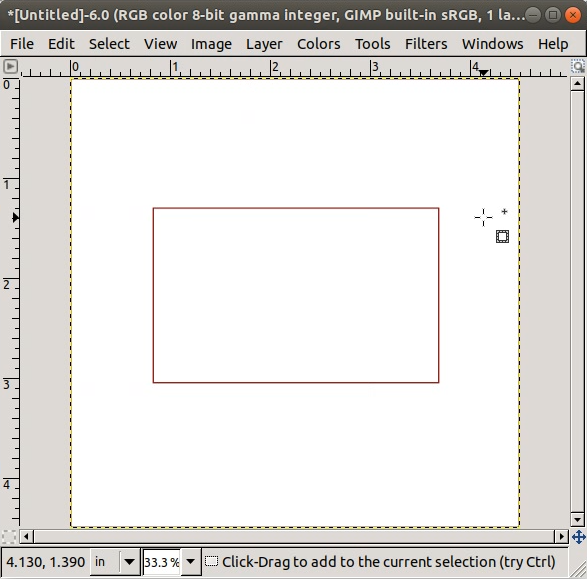 *[Untitled]-6.0 (RGB color 8-bit gamma integer, GIMP built-in sRGB, 1 la...
File Edit Select View Image Layer Colors Tools Filters Windows Help
0 1 2 3 4
0
1
2
3
4
4.130, 1.390 in 33.3 % Click-Drag to add to the current selection (try Ctrl)